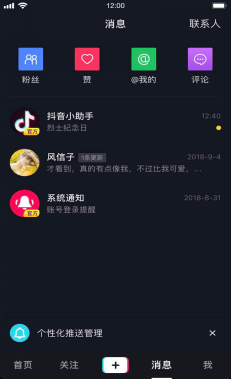 12:00
消息
联系人
粉丝
赞
@我的
评论
抖音小助手
12:40
烈士纪念日
官方
风信子 1条更新
2018-9-4
才看到，真的有点像我，不过比我可爱，...
系统通知
2018-8-31
账号登录提醒
官方
个性化推送管理
首页
关注
消息
我